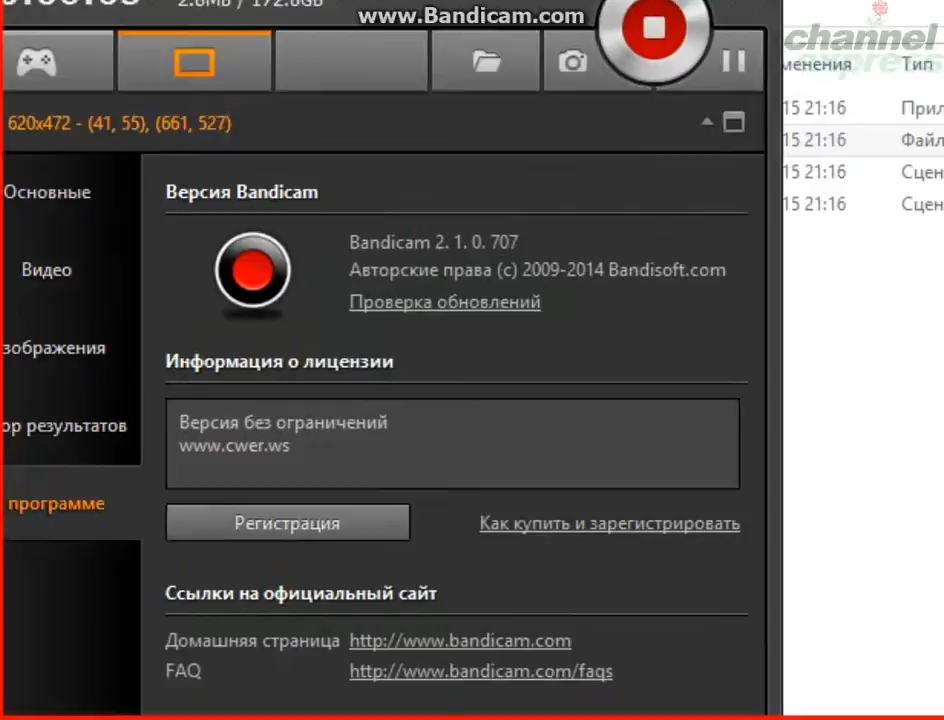 2.8MB / 172.8GB
www.Bandicam.com
channel
express
менения
Тип
620x472 - (41, 55), (661, 527)
15 21:16
Прил
15 21:16
Файл
15 21:16
Сцен
15 21:16
Сцен
Основные
Видео
зображения
ор результатов
программе
Версия Bandicam
Bandicam 2. 1. 0. 707
Авторские права (c) 2009-2014 Bandisoft.com
Проверка обновлений
Информация о лицензии
Версия без ограничений
www.cwer.ws
Регистрация
Как купить и зарегистрировать
Ссылки на официальный сайт
Домашняя страница http://www.bandicam.com
FAQ http://www.bandicam.com/faqs